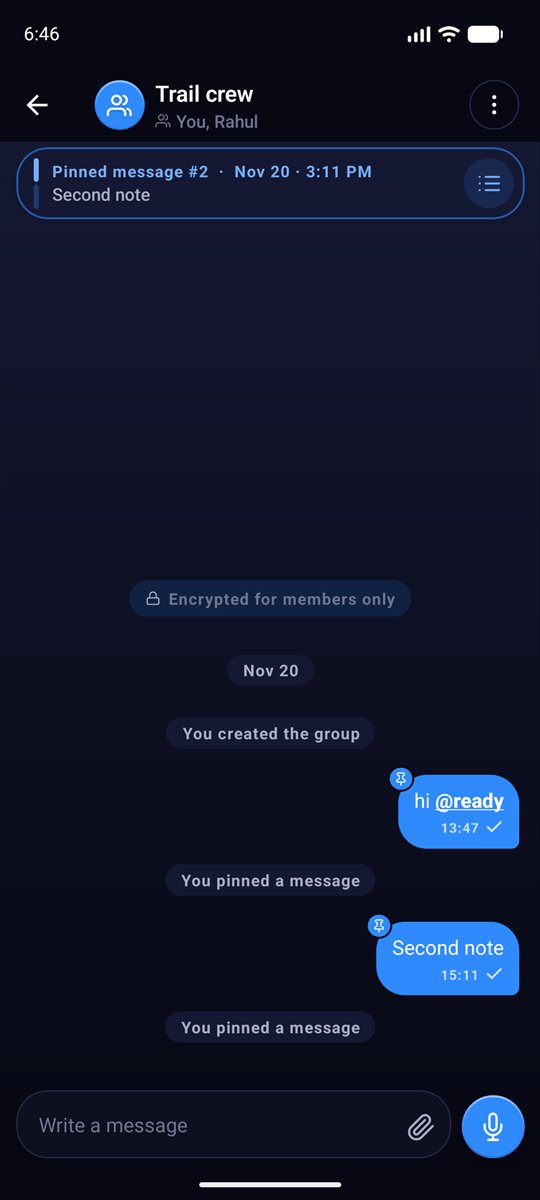 6:46
Trail crew
You, Rahul
Pinned message #2 · Nov 20 · 3:11 PM
Second note
Encrypted for members only
Nov 20
You created the group
hi @ready
13:47
You pinned a message
Second note
15:11
You pinned a message
Write a message